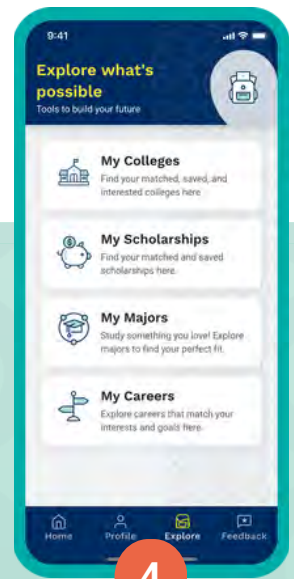 9:41
Explore what's
possible
Tools to build your future
My Colleges
Find your matched, saved, and
interested colleges here
My Scholarships
Find your matched and saved
scholarships here.
My Majors
Study something you love! Explore
majors to find your perfect fit.
My Careers
Explore careers that match your
interests and goals here.
Home Profile Explore Feedback
4